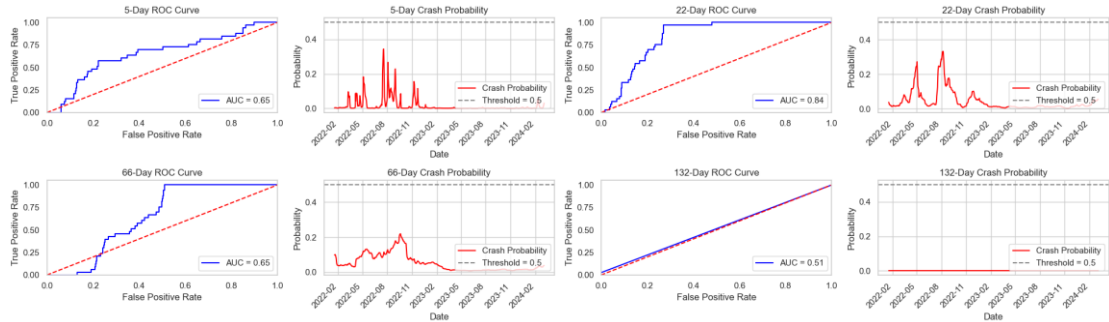 5-Day ROC Curve
True Positive Rate
1.00
0.75
0.50
0.25
0.00
AUC = 0.65
0.0 0.2 0.4 0.6 0.8 1.0
False Positive Rate
5-Day Crash Probability
Probability
0.4
0.2
0.0
Crash Probability
Threshold = 0.5
2022-02 2022-05 2022-08 2022-11 2023-02 2023-05 2023-08 2023-11 2024-02
Date
22-Day ROC Curve
True Positive Rate
1.00
0.75
0.50
0.25
0.00
AUC = 0.84
0.0 0.2 0.4 0.6 0.8 1.0
False Positive Rate
22-Day Crash Probability
Probability
0.4
0.2
0.0
Crash Probability
Threshold = 0.5
2022-02 2022-05 2022-08 2022-11 2023-02 2023-05 2023-08 2023-11 2024-02
Date
66-Day ROC Curve
True Positive Rate
1.00
0.75
0.50
0.25
0.00
AUC = 0.65
0.0 0.2 0.4 0.6 0.8 1.0
False Positive Rate
66-Day Crash Probability
Probability
0.4
0.2
0.0
Crash Probability
Threshold = 0.5
2022-02 2022-05 2022-08 2022-11 2023-02 2023-05 2023-08 2023-11 2024-02
Date
132-Day ROC Curve
True Positive Rate
1.00
0.75
0.50
0.25
0.00
AUC = 0.51
0.0 0.2 0.4 0.6 0.8 1.0
False Positive Rate
132-Day Crash Probability
Probability
0.4
0.2
0.0
Crash Probability
Threshold = 0.5
2022-02 2022-05 2022-08 2022-11 2023-02 2023-05 2023-08 2023-11 2024-02
Date